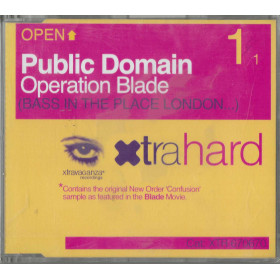 OPEN
Public Domain
Operation Blade
(BASS IN THE PLACE LONDON...)
1 1
xtrahard
xtravaganza
recordings
*Contains the original New Order 'Confusion'
sample as featured in the Blade Movie.